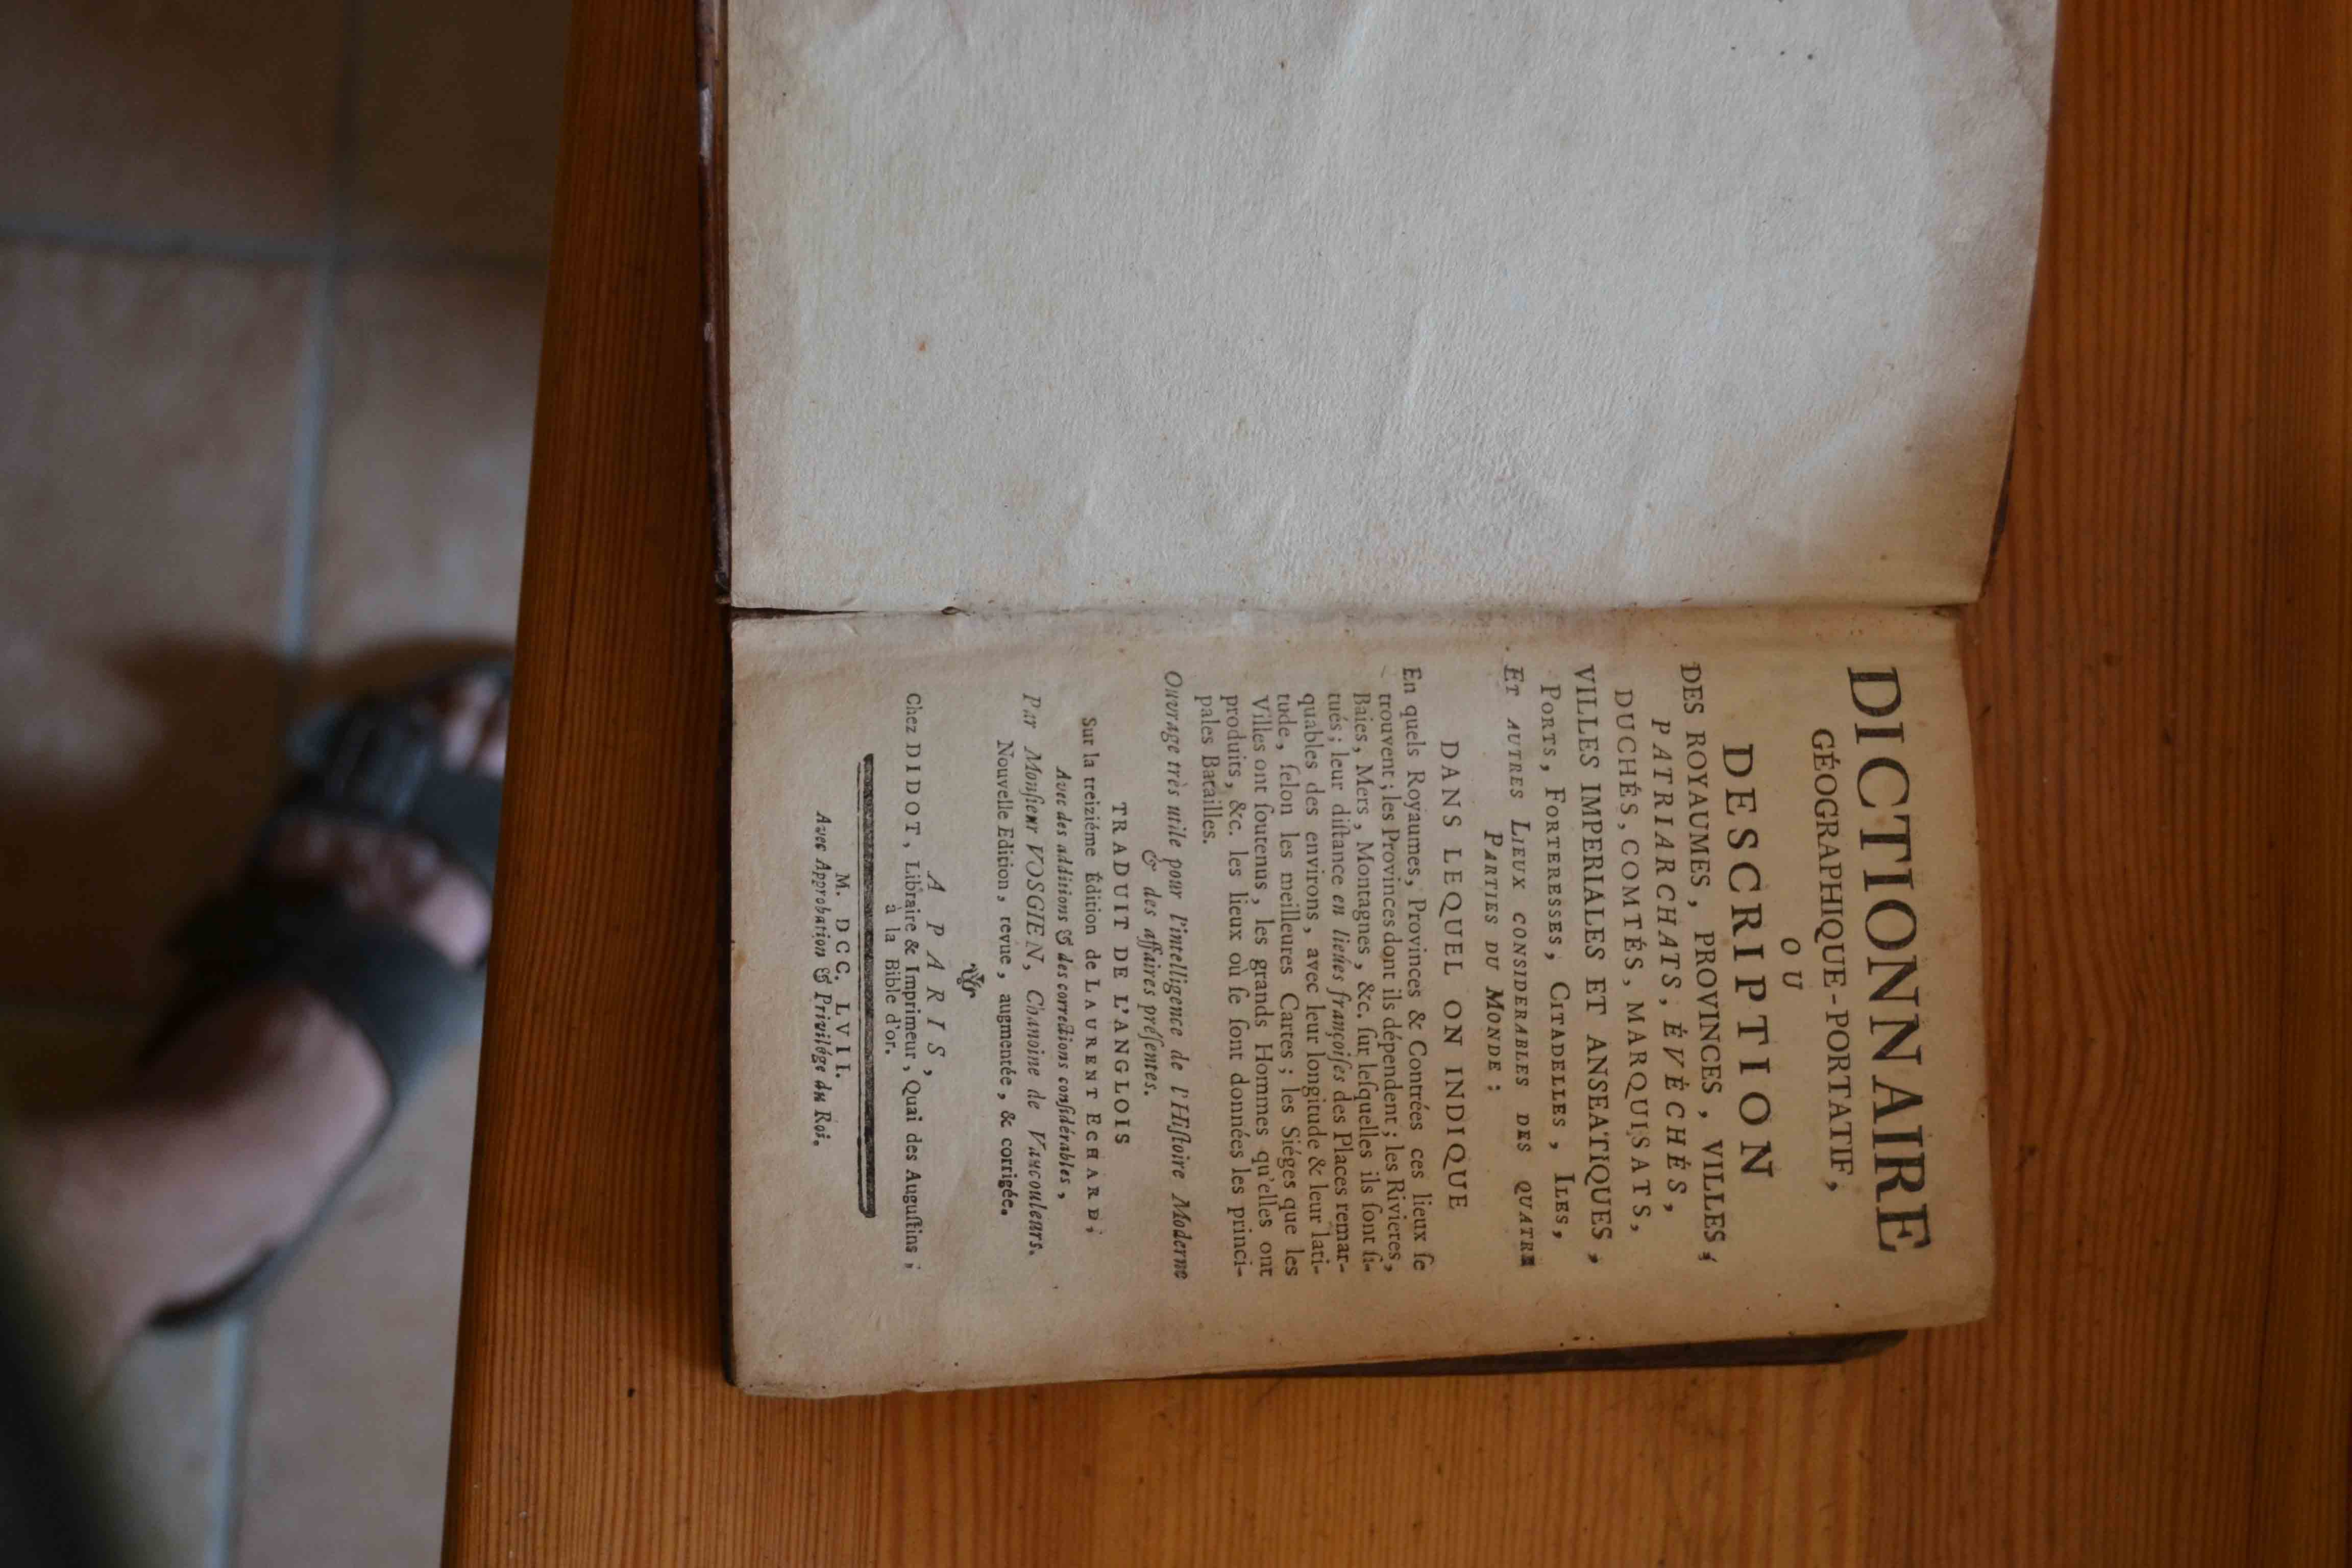 DICTIONNAIRE
GÉOGRAPHIQUE-PORTATIF,
OU
DESCRIPTION
DES ROYAUMES, PROVINCES, VILLES,
PATRIARCHATS, ÉVÊCHÉS,
DUCHÉS, COMTÉS, MARQUISATS,
VILLES IMPERIALES ET ANSEATIQUES,
PORTS, FORTERESSES, CITADELLES, ILES,
ET AUTRES LIEUX CONSIDERABLES DES QUATRE
PARTIES DU MONDE;
DANS LEQUEL ON INDIQUE
En quels Royaumes, Provinces & Contrées ces lieux ſe
trouvent; les Provinces dont ils dépendent; les Rivieres,
Baies, Mers, Montagnes, &c. ſur leſquelles ils ſont ſi-
tués; leur diſtance en lieues françoiſes des Places remar-
quables des environs, avec leur longitude & leur lati-
tude, ſelon les meilleures Cartes; les Siéges que les
Villes ont ſoutenus, les grands Hommes qu'elles ont
produits, &c. les lieux où ſe ſont données les princi-
pales Batailles.
Ouvrage très utile pour l'intelligence de l'Hiſtoire Moderne
& des affaires préſentes.
TRADUIT DE L'ANGLOIS
Sur la treiziéme Édition de LAURENT ECHARD,
Avec des additions & des corrections conſidérables,
Par Monſieur VOSGIEN, Chanoine de Vaucouleurs.
Nouvelle Edition, revue, augmentée, & corrigée.
A PARIS,
Chez DIDOT, Libraire & Imprimeur, Quai des Auguſtins,
à la Bible d'or.
M. DCC. LVII.
Avec Approbation & Privilége du Roi.